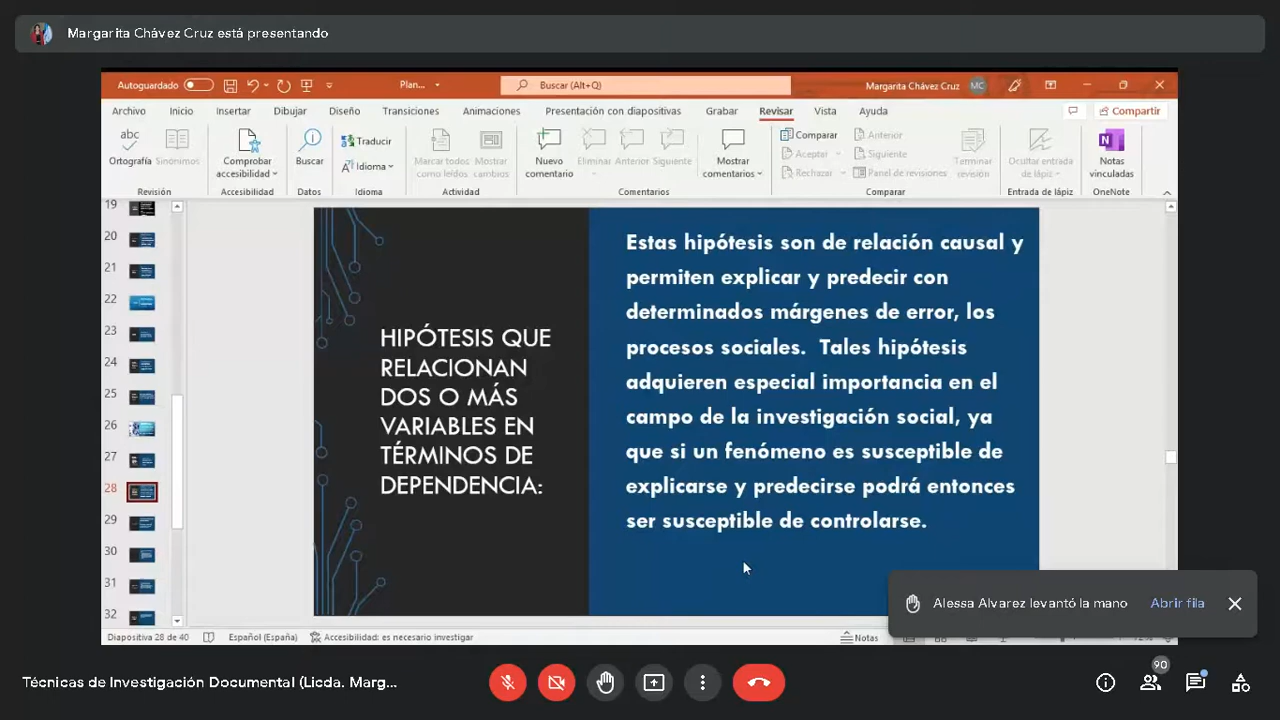 Margarita Chávez Cruz está presentando
Autoguardado
Plan...
Buscar (Alt+Q)
Margarita Chávez Cruz
MC
Archivo
Inicio
Insertar
Dibujar
Diseño
Transiciones
Animaciones
Presentación con diapositivas
Grabar
Revisar
Vista
Ayuda
Compartir
abc
Ortografía
Sinónimos
Revisión
Comprobar
accesibilidad
Accesibilidad
Buscar
Datos
Traducir
Idioma
Idioma
Marcar todos
como leídos
Mostrar
cambios
Actividad
Nuevo
comentario
Eliminar
Anterior
Siguiente
Mostrar
comentarios
Comentarios
Comparar
Aceptar
Rechazar
Anterior
Siguiente
Panel de revisiones
Terminar
revisión
Comparar
Ocultar entrada
de lápiz
Entrada de lápiz
N
Notas
vinculadas
OneNote
19
20
21
22
23
24
25
26
27
28
29
30
31
32
HIPÓTESIS QUE
RELACIONAN
DOS O MÁS
VARIABLES EN
TÉRMINOS DE
DEPENDENCIA:
Estas hipótesis son de relación causal y
permiten explicar y predecir con
determinados márgenes de error, los
procesos sociales. Tales hipótesis
adquieren especial importancia en el
campo de la investigación social, ya
que si un fenómeno es susceptible de
explicarse y predecirse podrá entonces
ser susceptible de controlarse.
Alessa Alvarez levantó la mano
Abrir fila
Diapositiva 28 de 40
Español (España)
Accesibilidad: es necesario investigar
Notas
Técnicas de Investigación Documental (Licda. Marg...
90